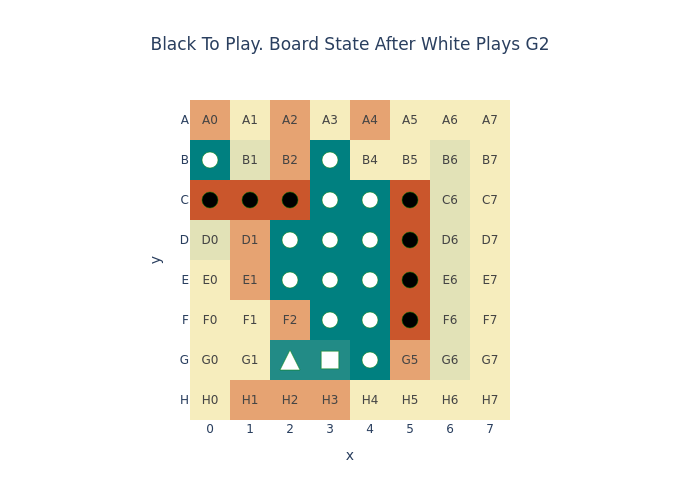 Black To Play. Board State After White Plays G2
A A0 A1 A2 A3 A4 A5 A6 A7
B B1 B2 B4 B5 B6 B7
C C6 C7
D D0 D1 D6 D7
E E0 E1 E6 E7
F F0 F1 F2 F6 F7
G G0 G1 G5 G6 G7
H H0 H1 H2 H3 H4 H5 H6 H7
0 1 2 3 4 5 6 7
x
y